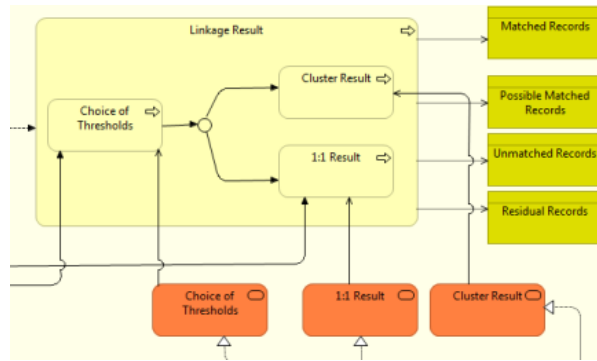 Linkage Result
Matched Records
Cluster Result
Choice of
Thresholds
Possible Matched
Records
1:1 Result
Unmatched Records
Residual Records
Choice of
Thresholds
1:1 Result
Cluster Result